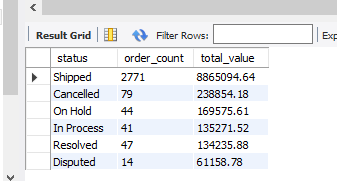 Result Grid Filter Rows: Exp
status order_count total_value
Shipped 2771 8865094.64
Cancelled 79 238854.18
On Hold 44 169575.61
In Process 41 135271.52
Resolved 47 134235.88
Disputed 14 61158.78